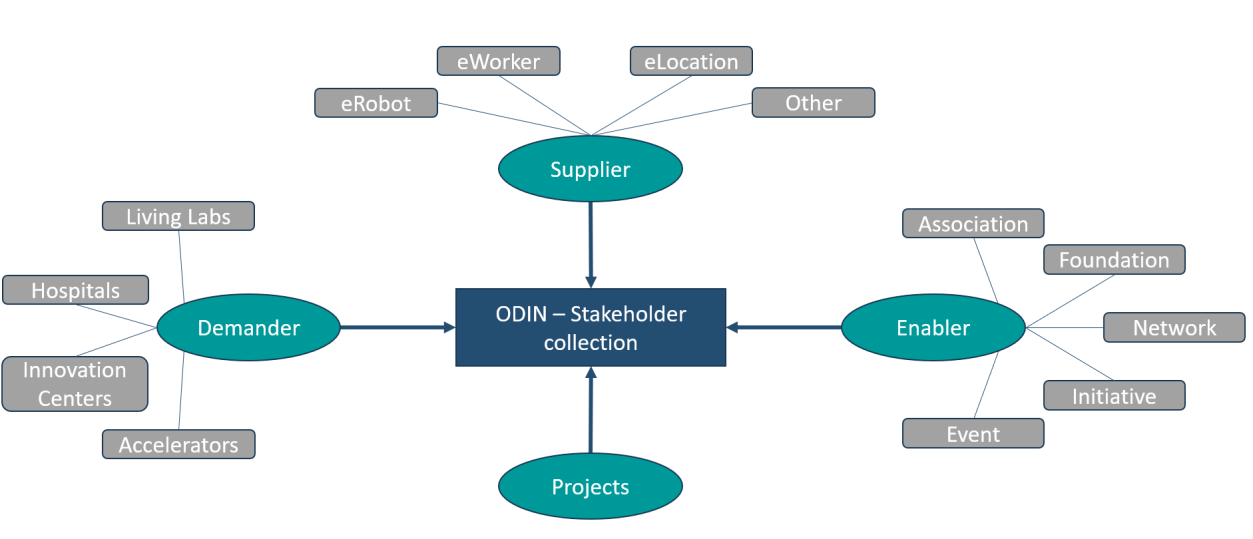 eWorker
eLocation
eRobot
Other
Supplier
Living Labs
Association
Foundation
Hospitals
ODIN – Stakeholder
collection
Demander
Enabler
Network
Innovation
Centers
Initiative
Accelerators
Event
Projects